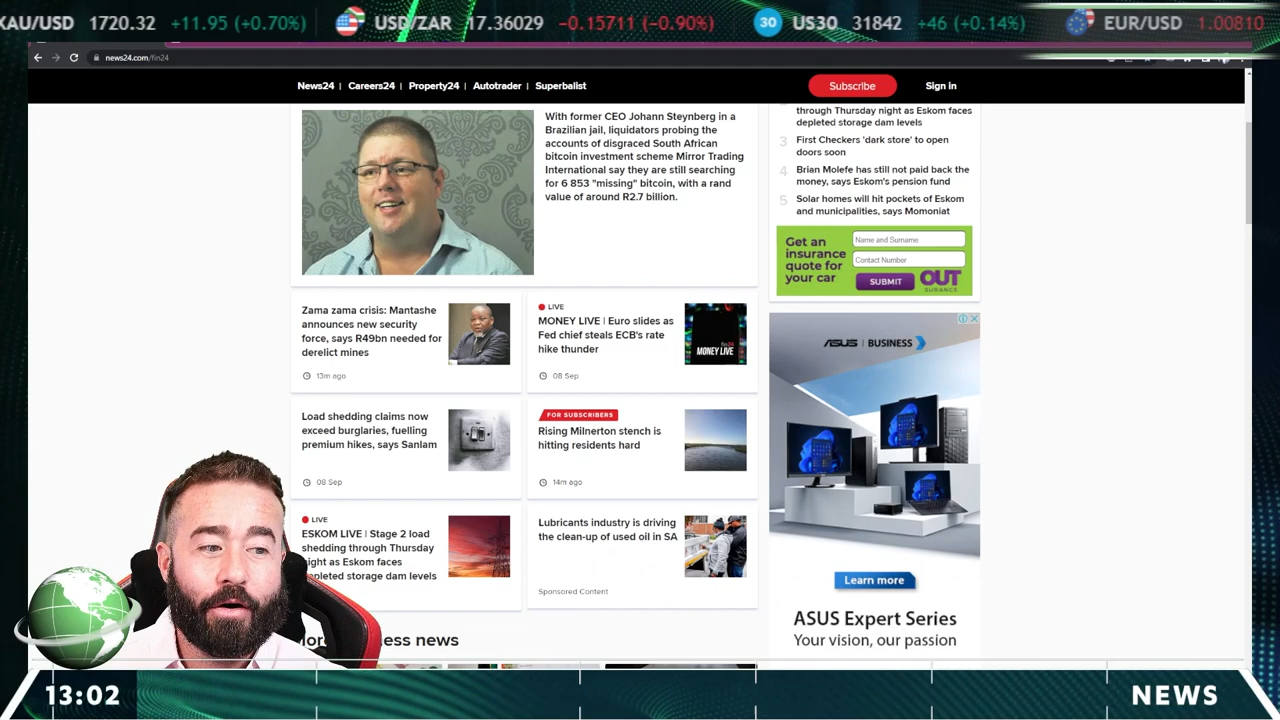 XAU/USD 1720.32 +11.95 (+0.70%) USD/ZAR 17.36029 −0.15711 (−0.90%) 30 US30 31842 +46 (+0.14%) EUR/USD 1.00810
news24.com/fin24
News24 | Careers24 | Property24 | Autotrader | Superbalist
Subscribe
Sign in
With former CEO Johann Steynberg in a
Brazilian jail, liquidators probing the
accounts of disgraced South African
bitcoin investment scheme Mirror Trading
International say they are still searching
for 6 853 "missing" bitcoin, with a rand
value of around R2.7 billion.
through Thursday night as Eskom faces
depleted storage dam levels
3 First Checkers 'dark store' to open
doors soon
4 Brian Molefe has still not paid back the
money, says Eskom's pension fund
5 Solar homes will hit pockets of Eskom
and municipalities, says Momoniat
Get an
insurance
quote for
your car
Name and Surname
Contact Number
SUBMIT
OUT
SURANCE
Zama zama crisis: Mantashe
announces new security
force, says R49bn needed for
derelict mines
13m ago
LIVE
MONEY LIVE | Euro slides as
Fed chief steals ECB's rate
hike thunder
08 Sep
fin24
MONEY LIVE
Load shedding claims now
exceed burglaries, fuelling
premium hikes, says Sanlam
08 Sep
FOR SUBSCRIBERS
Rising Milnerton stench is
hitting residents hard
14m ago
LIVE
ESKOM LIVE | Stage 2 load
shedding through Thursday
night as Eskom faces
depleted storage dam levels
Lubricants industry is driving
the clean-up of used oil in SA
Sponsored Content
ASUS | BUSINESS
Learn more
ASUS Expert Series
Your vision, our passion
More business news
13:02
NEWS